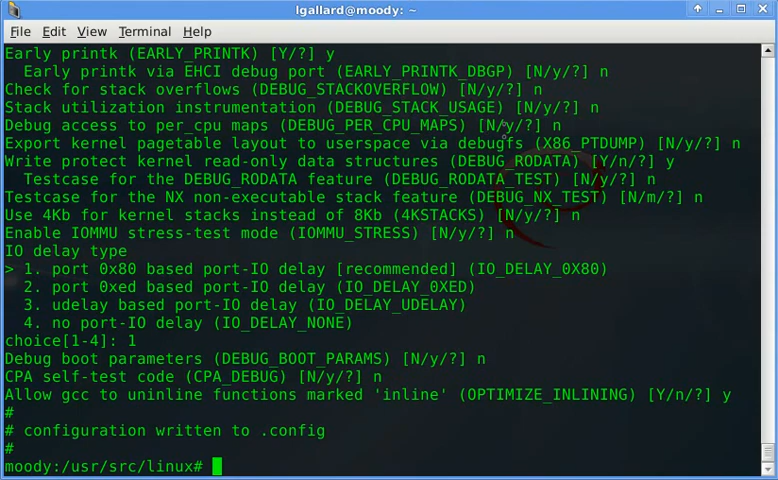 lgallard@moody: ~
File Edit View Terminal Help
Early printk (EARLY_PRINTK) [Y/?] y
Early printk via EHCI debug port (EARLY_PRINTK_DBGP) [N/y/?] n
Check for stack overflows (DEBUG_STACKOVERFLOW) [N/y/?] n
Stack utilization instrumentation (DEBUG_STACK_USAGE) [N/y/?] n
Debug access to per_cpu maps (DEBUG_PER_CPU_MAPS) [N/y/?] n
Export kernel pagetable layout to userspace via debugfs (X86_PTDUMP) [N/y/?] n
Write protect kernel read-only data structures (DEBUG_RODATA) [Y/n/?] y
Testcase for the DEBUG_RODATA feature (DEBUG_RODATA_TEST) [N/y/?] n
Testcase for the NX non-executable stack feature (DEBUG_NX_TEST) [N/m/?] n
Use 4Kb for kernel stacks instead of 8Kb (4KSTACKS) [N/y/?] n
Enable IOMMU stress-test mode (IOMMU_STRESS) [N/y/?] n
IO delay type
> 1. port 0x80 based port-IO delay [recommended] (IO_DELAY_0X80)
2. port 0xed based port-IO delay (IO_DELAY_0XED)
3. udelay based port-IO delay (IO_DELAY_UDELAY)
4. no port-IO delay (IO_DELAY_NONE)
choice[1-4]: 1
Debug boot parameters (DEBUG_BOOT_PARAMS) [N/y/?] n
CPA self-test code (CPA_DEBUG) [N/y/?] n
Allow gcc to uninline functions marked 'inline' (OPTIMIZE_INLINING) [Y/n/?] y
#
# configuration written to .config
#
moody:/usr/src/linux#